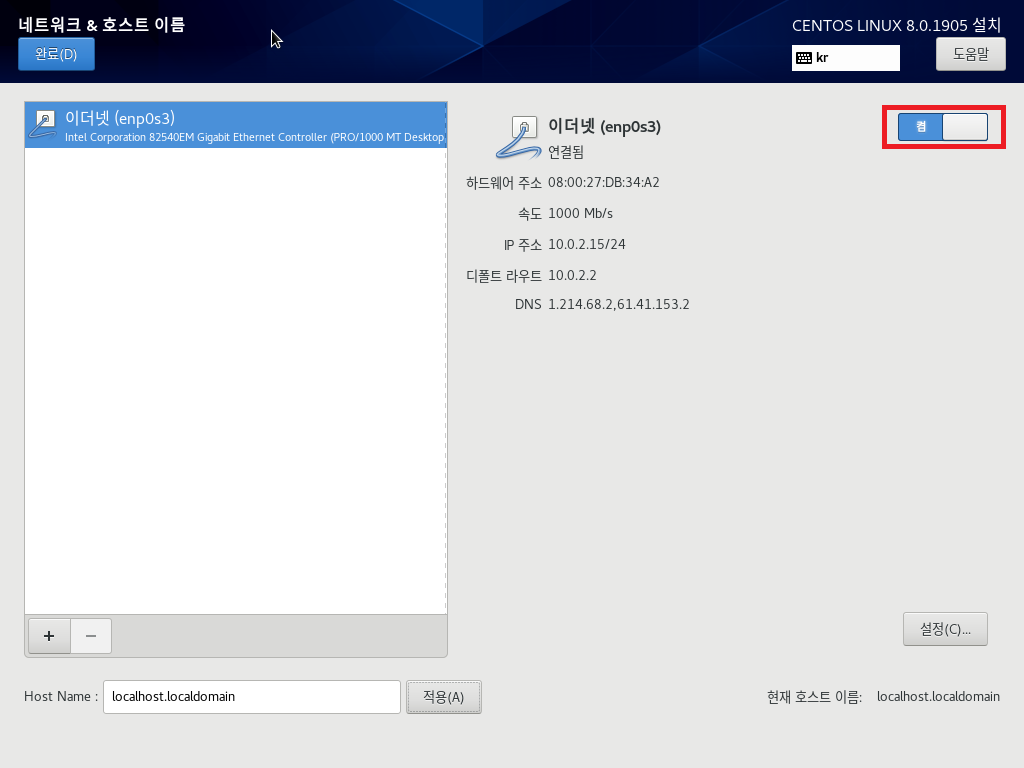 네트워크 & 호스트 이름
CENTOS LINUX 8.0.1905 설치
완료(D)
kr
도움말
이더넷 (enp0s3)
Intel Corporation 82540EM Gigabit Ethernet Controller (PRO/1000 MT Desktop
이더넷 (enp0s3)
연결됨
켬
하드웨어 주소 08:00:27:DB:34:A2
속도 1000 Mb/s
IP 주소 10.0.2.15/24
디폴트 라우트 10.0.2.2
DNS 1.214.68.2,61.41.153.2
+ −
설정(C)...
Host Name : localhost.localdomain 적용(A)
현재 호스트 이름: localhost.localdomain